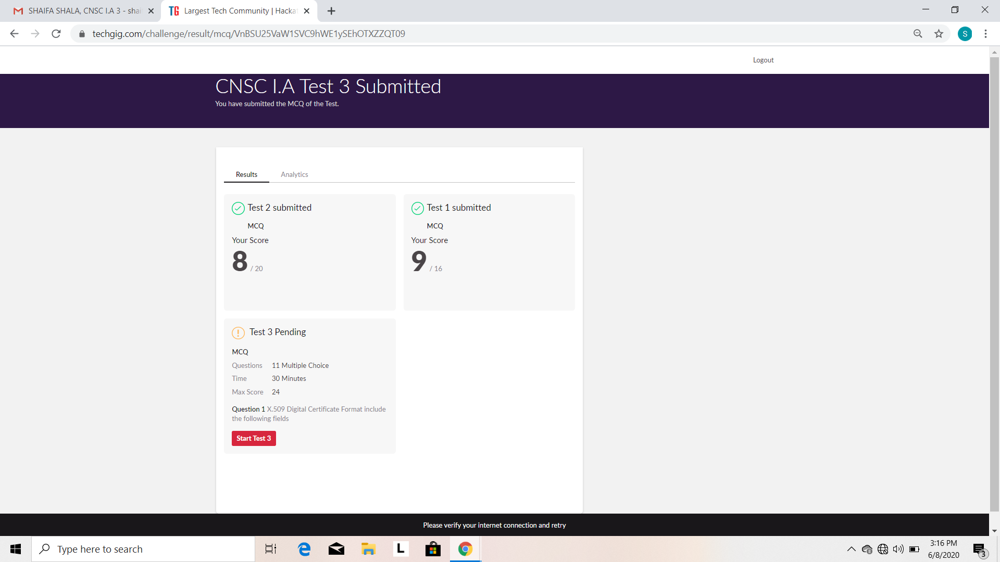 SHAIFA SHALA, CNSC I.A 3 - shai
TG Largest Tech Community | Hacka
techgig.com/challenge/result/mcq/VnBSU25VaW1SVC9hWE1ySEhOTXZZQT09
S
Logout
CNSC I.A Test 3 Submitted
You have submitted the MCQ of the Test.
Results Analytics
Test 2 submitted
MCQ
Your Score
8 / 20
Test 1 submitted
MCQ
Your Score
9 / 16
Test 3 Pending
MCQ
Questions 11 Multiple Choice
Time 30 Minutes
Max Score 24
Question 1 X.509 Digital Certificate Format include
the following fields
Start Test 3
Please verify your internet connection and retry
Type here to search
L
3:16 PM
6/8/2020
3